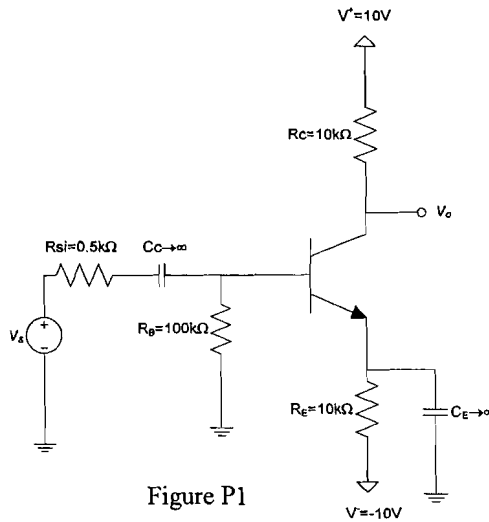 V⁺=10V
Rc=10kΩ
Vo
Rsi=0.5kΩ
Cc→∞
Vs
+
−
RB=100kΩ
RE=10kΩ
CE→∞
V⁻=-10V
Figure P1